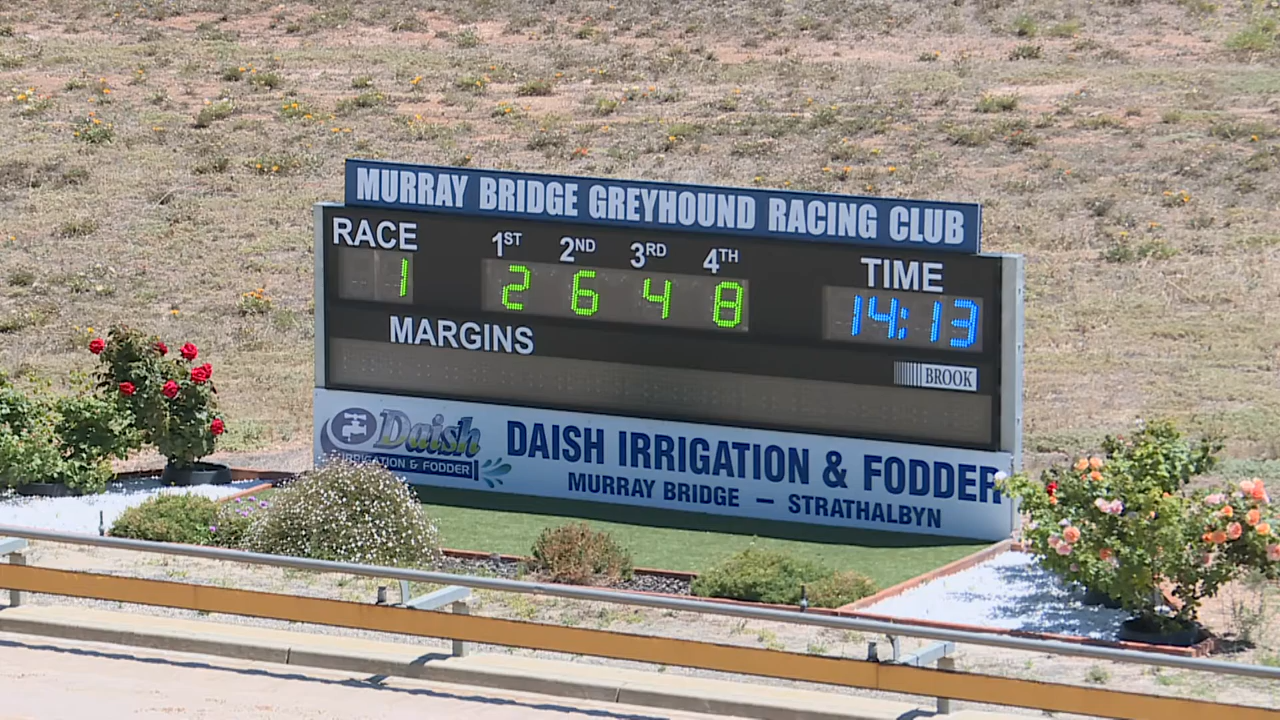 MURRAY BRIDGE GREYHOUND RACING CLUB
RACE 1ST 2ND 3RD 4TH TIME
1 2 6 4 8 14:13
MARGINS
BROOK
Daish
IRRIGATION & FODDER
DAISH IRRIGATION & FODDER
MURRAY BRIDGE – STRATHALBYN